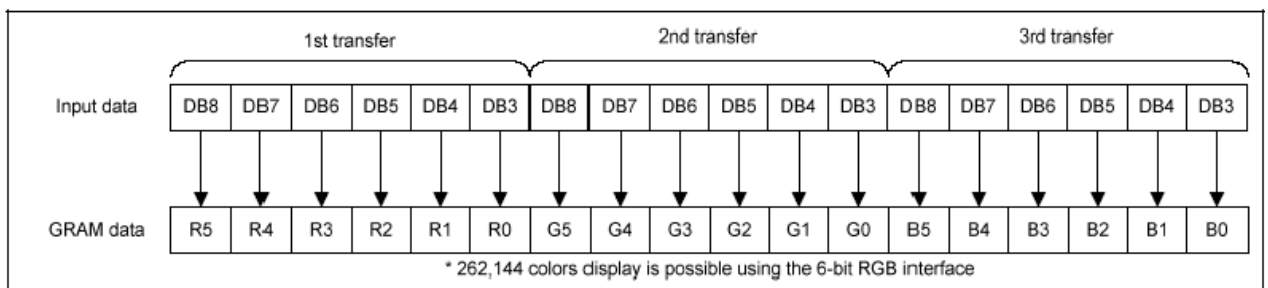 1st transfer 2nd transfer 3rd transfer
Input data DB8 DB7 DB6 DB5 DB4 DB3 DB8 DB7 DB6 DB5 DB4 DB3 DB8 DB7 DB6 DB5 DB4 DB3
GRAM data R5 R4 R3 R2 R1 R0 G5 G4 G3 G2 G1 G0 B5 B4 B3 B2 B1 B0
* 262,144 colors display is possible using the 6-bit RGB interface